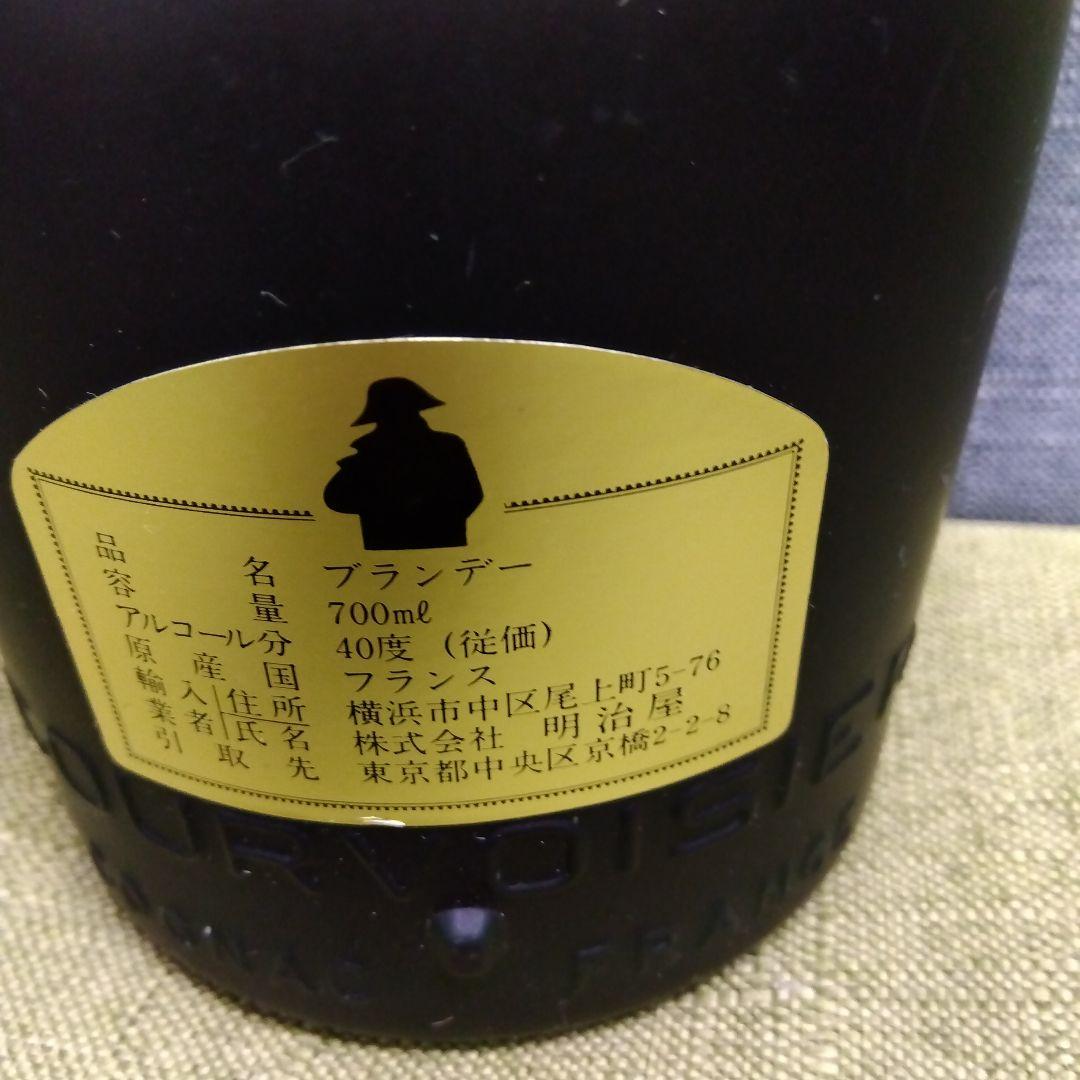 品名 ブランデー
容量 700mℓ
アルコール分 40度（従価）
原産国 フランス
輸入業者 住所 横浜市中区尾上町5-76
氏名 株式会社 明治屋
引取先 東京都中央区京橋2-2-8
COURVOISIER
COGNAC FRANCE